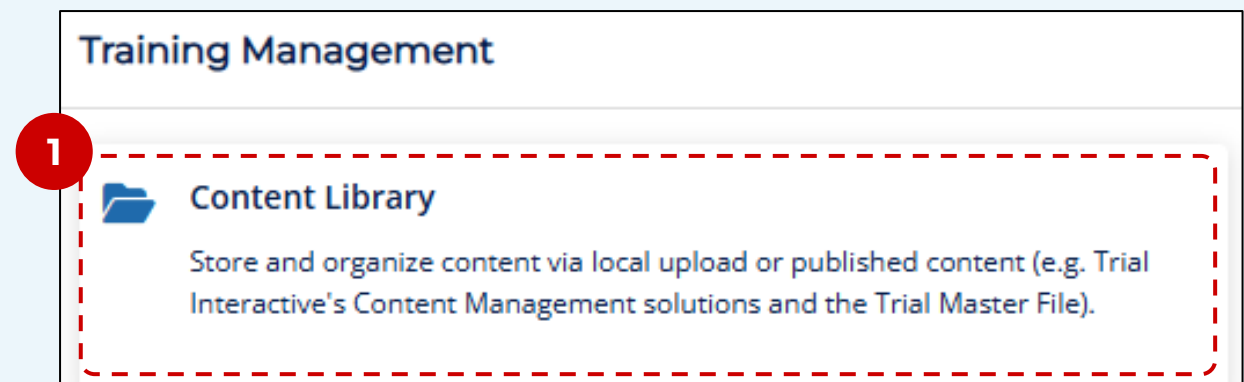 Training Management
1
Content Library
Store and organize content via local upload or published content (e.g. Trial
Interactive's Content Management solutions and the Trial Master File).